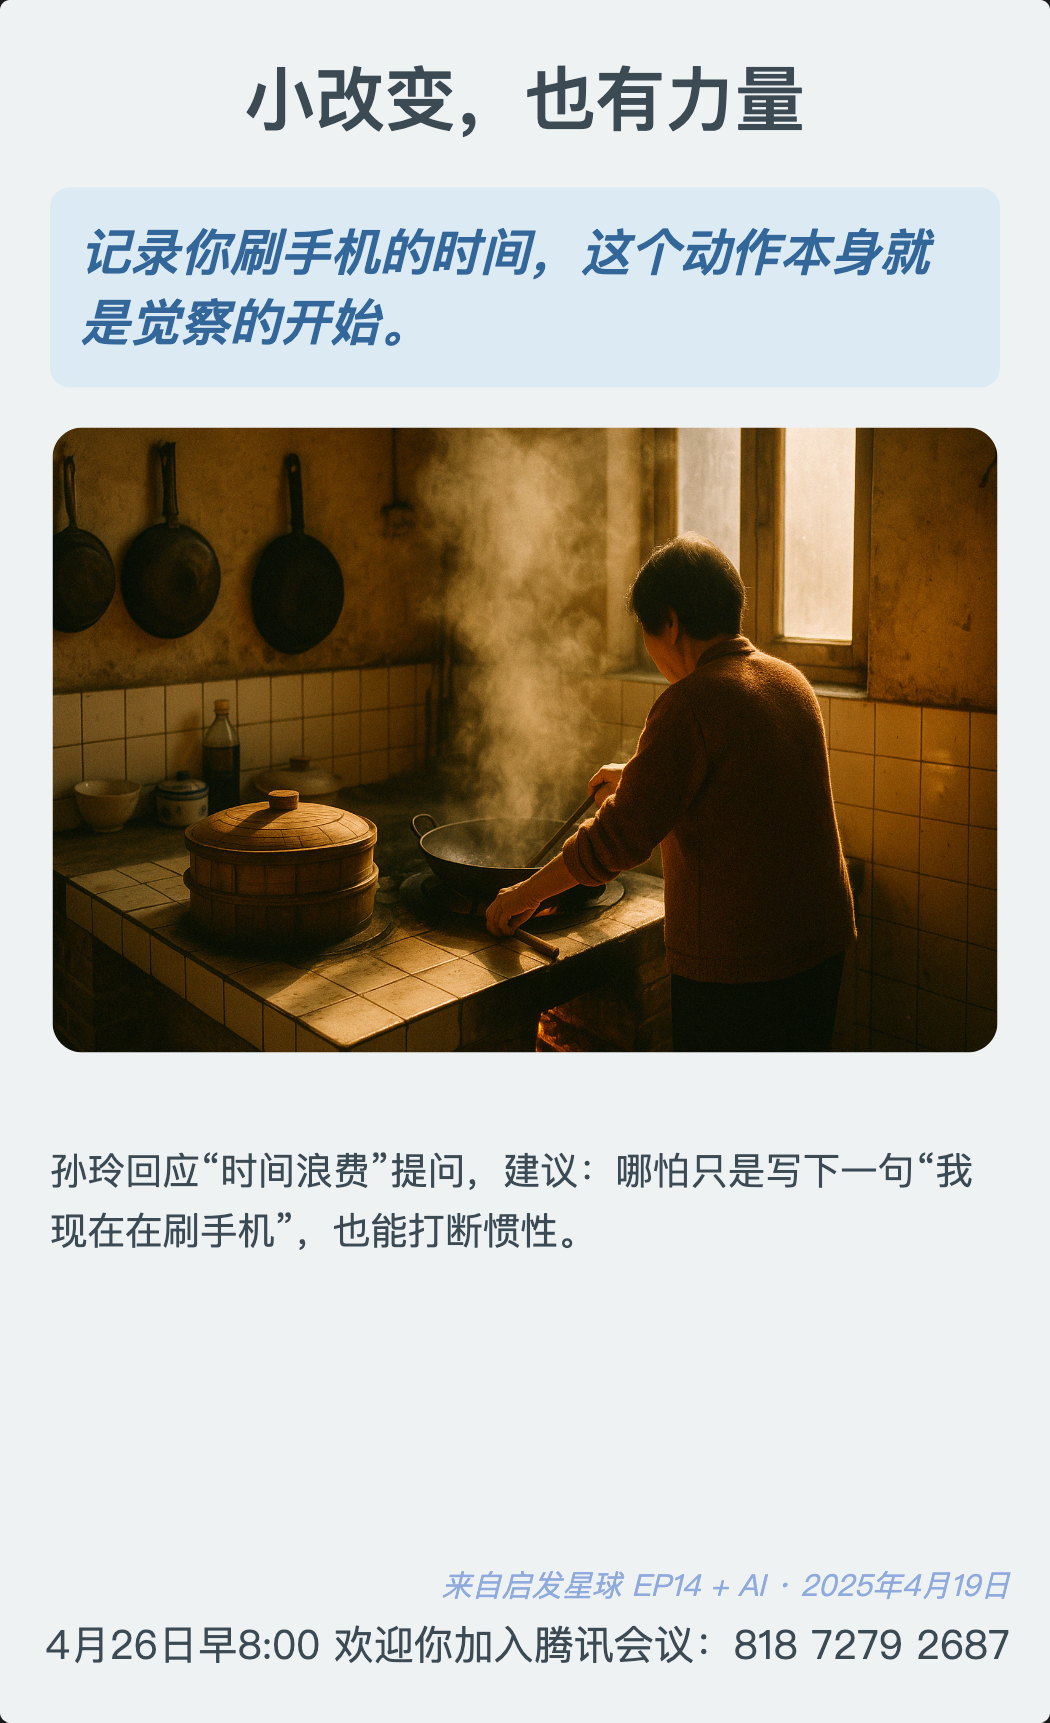 小改变，也有力量
记录你刷手机的时间，这个动作本身就
是觉察的开始。
孙玲回应“时间浪费”提问，建议：哪怕只是写下一句“我
现在在刷手机”，也能打断惯性。
来自启发星球 EP14 + AI · 2025年4月19日
4月26日早8:00 欢迎你加入腾讯会议：818 7279 2687